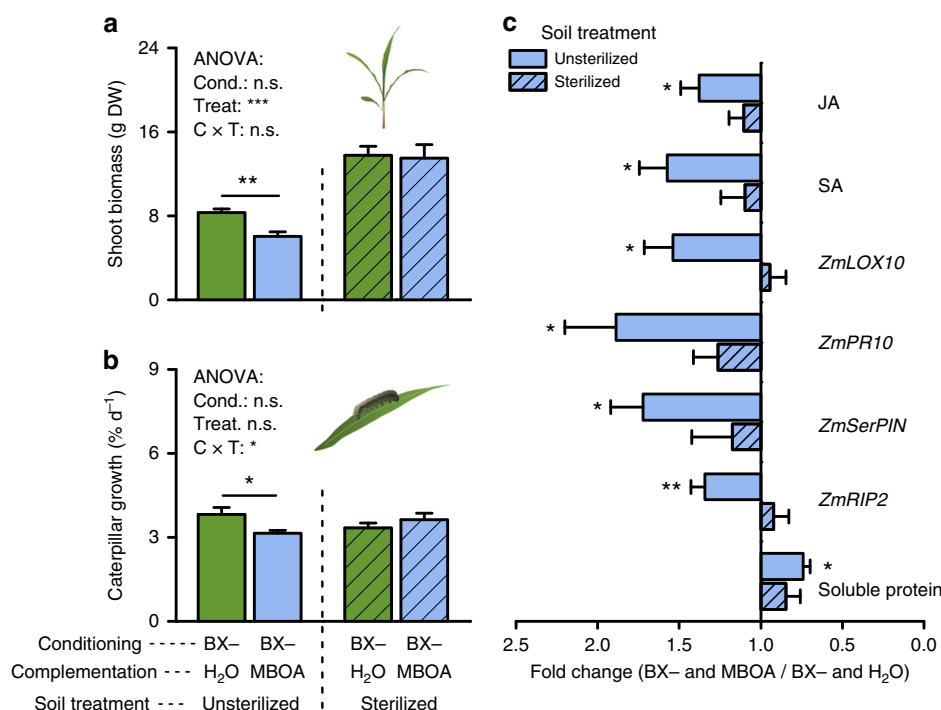 a
24
16
8
0
Shoot biomass (g DW)
ANOVA:
Cond.: n.s.
Treat: ***
C × T: n.s.
**
b
9
6
3
0
Caterpillar growth (% d⁻¹)
ANOVA:
Cond.: n.s.
Treat. n.s.
C × T: *
*
Conditioning ---- BX– BX– BX– BX–
Complementation --- H₂O MBOA H₂O MBOA
Soil treatment --- Unsterilized Sterilized
c
Soil treatment
Unsterilized
Sterilized
* JA
* SA
* ZmLOX10
* ZmPR10
* ZmSerPIN
** ZmRIP2
*
Soluble protein
2.5 2.0 1.5 1.0 0.5 0.0
Fold change (BX– and MBOA / BX– and H₂O)